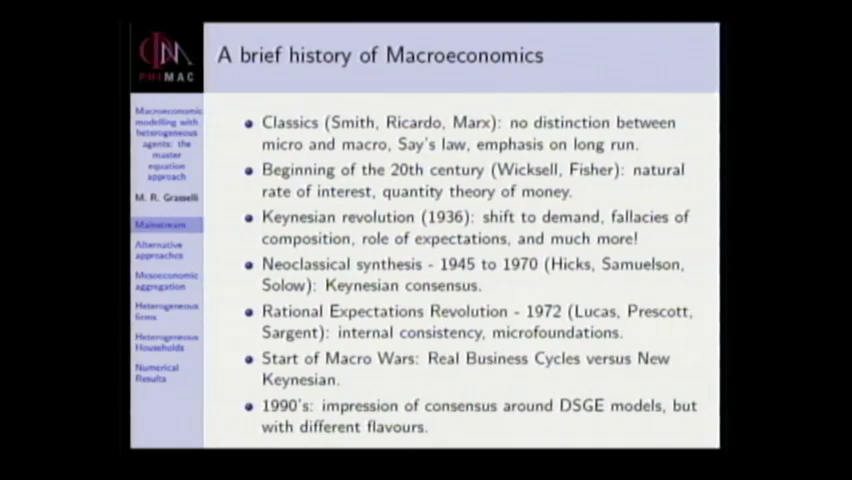 PHIMAC
A brief history of Macroeconomics
Macroeconomic
modelling with
heterogeneous
agents: the
master
equation
approach
M. R. Grasselli
Mainstream
Alternative
approaches
Mesoeconomic
aggregation
Heterogeneous
firms
Heterogeneous
Households
Numerical
Results
Classics (Smith, Ricardo, Marx): no distinction between
micro and macro, Say's law, emphasis on long run.
Beginning of the 20th century (Wicksell, Fisher): natural
rate of interest, quantity theory of money.
Keynesian revolution (1936): shift to demand, fallacies of
composition, role of expectations, and much more!
Neoclassical synthesis - 1945 to 1970 (Hicks, Samuelson,
Solow): Keynesian consensus.
Rational Expectations Revolution - 1972 (Lucas, Prescott,
Sargent): internal consistency, microfoundations.
Start of Macro Wars: Real Business Cycles versus New
Keynesian.
1990's: impression of consensus around DSGE models, but
with different flavours.